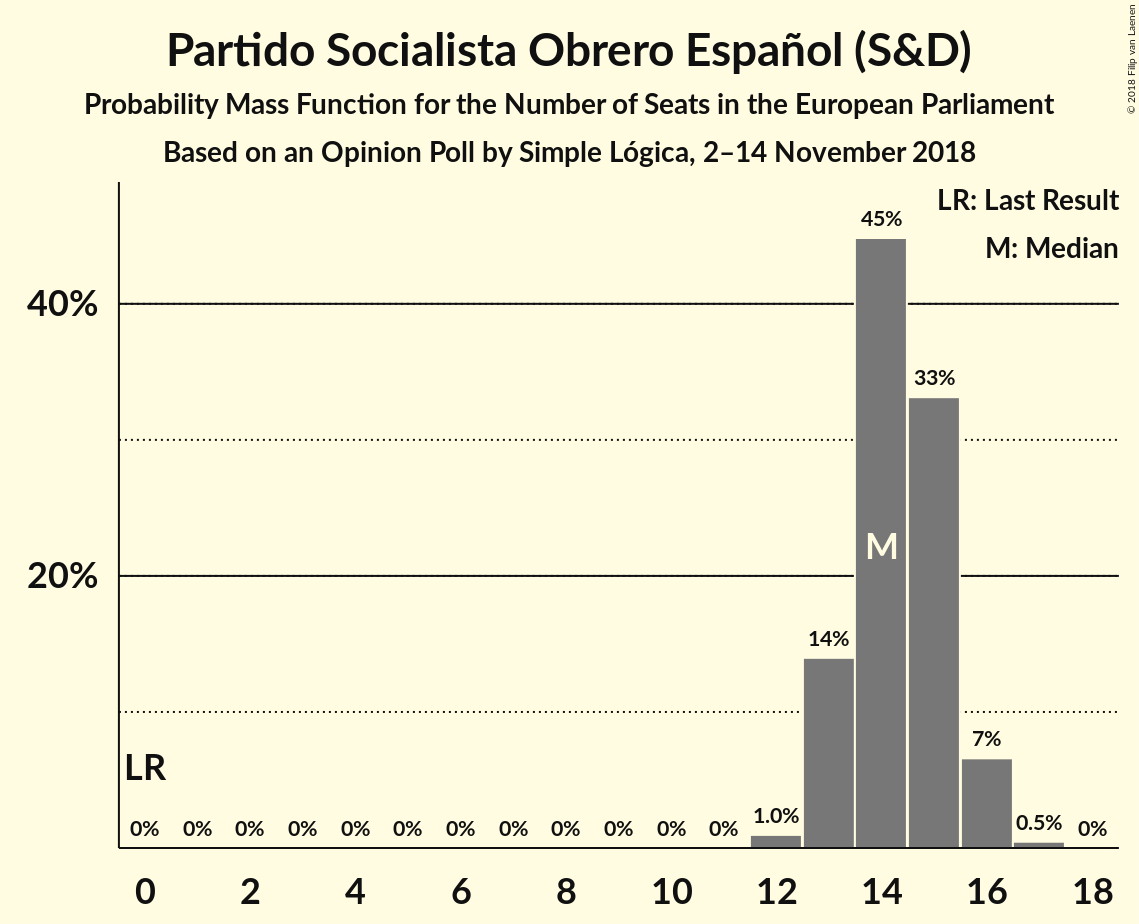 Partido Socialista Obrero Español (S&D)
Probability Mass Function for the Number of Seats in the European Parliament
Based on an Opinion Poll by Simple Lógica, 2–14 November 2018
© 2018 Filip van Laenen
LR: Last Result
M: Median
45%
40%
33%
M
20%
14%
7%
LR
0% 0% 0% 0% 0% 0% 0% 0% 0% 0% 0% 0% 1.0% 0.5% 0%
0 2 4 6 8 10 12 14 16 18